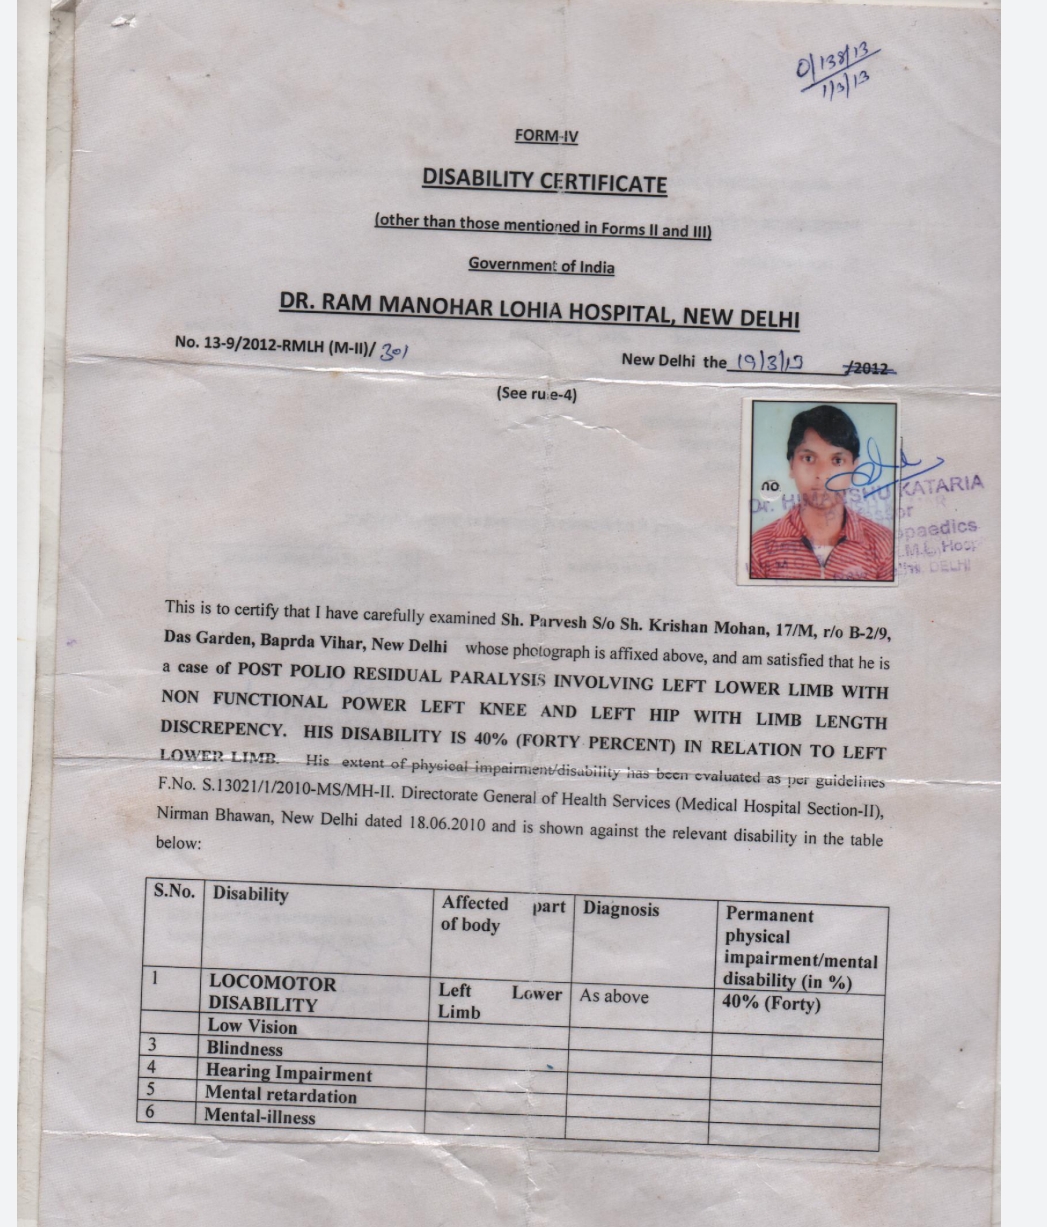 0/138/13
1/3/13
FORM-IV
DISABILITY CERTIFICATE
(other than those mentioned in Forms II and III)
Government of India
DR. RAM MANOHAR LOHIA HOSPITAL, NEW DELHI
No. 13-9/2012-RMLH (M-II)/ 301
New Delhi the 19/3/13 /2012
(See rule-4)
no
Dr. HIMANSHU KATARIA
Professor
opaedics
.M.L. Hosp
DELHI
This is to certify that I have carefully examined Sh. Parvesh S/o Sh. Krishan Mohan, 17/M, r/o B-2/9,
Das Garden, Baprda Vihar, New Delhi whose photograph is affixed above, and am satisfied that he is
a case of POST POLIO RESIDUAL PARALYSIS INVOLVING LEFT LOWER LIMB WITH
NON FUNCTIONAL POWER LEFT KNEE AND LEFT HIP WITH LIMB LENGTH
DISCREPENCY. HIS DISABILITY IS 40% (FORTY PERCENT) IN RELATION TO LEFT
LOWER LIMB. His extent of physical impairment/disability has been evaluated as per guidelines
F.No. S.13021/1/2010-MS/MH-II. Directorate General of Health Services (Medical Hospital Section-II),
Nirman Bhawan, New Delhi dated 18.06.2010 and is shown against the relevant disability in the table
below:
S.No. Disability Affected part of body Diagnosis Permanent physical impairment/mental disability (in %)
1 LOCOMOTOR DISABILITY Left Lower Limb As above 40% (Forty)
Low Vision
3 Blindness
4 Hearing Impairment
5 Mental retardation
6 Mental-illness